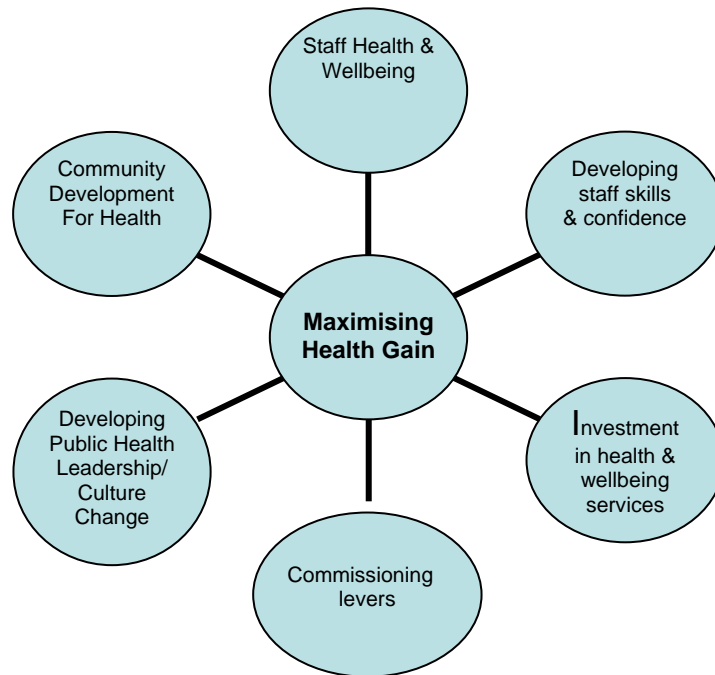 Staff Health &
Wellbeing
Community
Development
For Health
Developing
staff skills
& confidence
Maximising
Health Gain
Developing
Public Health
Leadership/
Culture
Change
Investment
in health &
wellbeing
services
Commissioning
levers